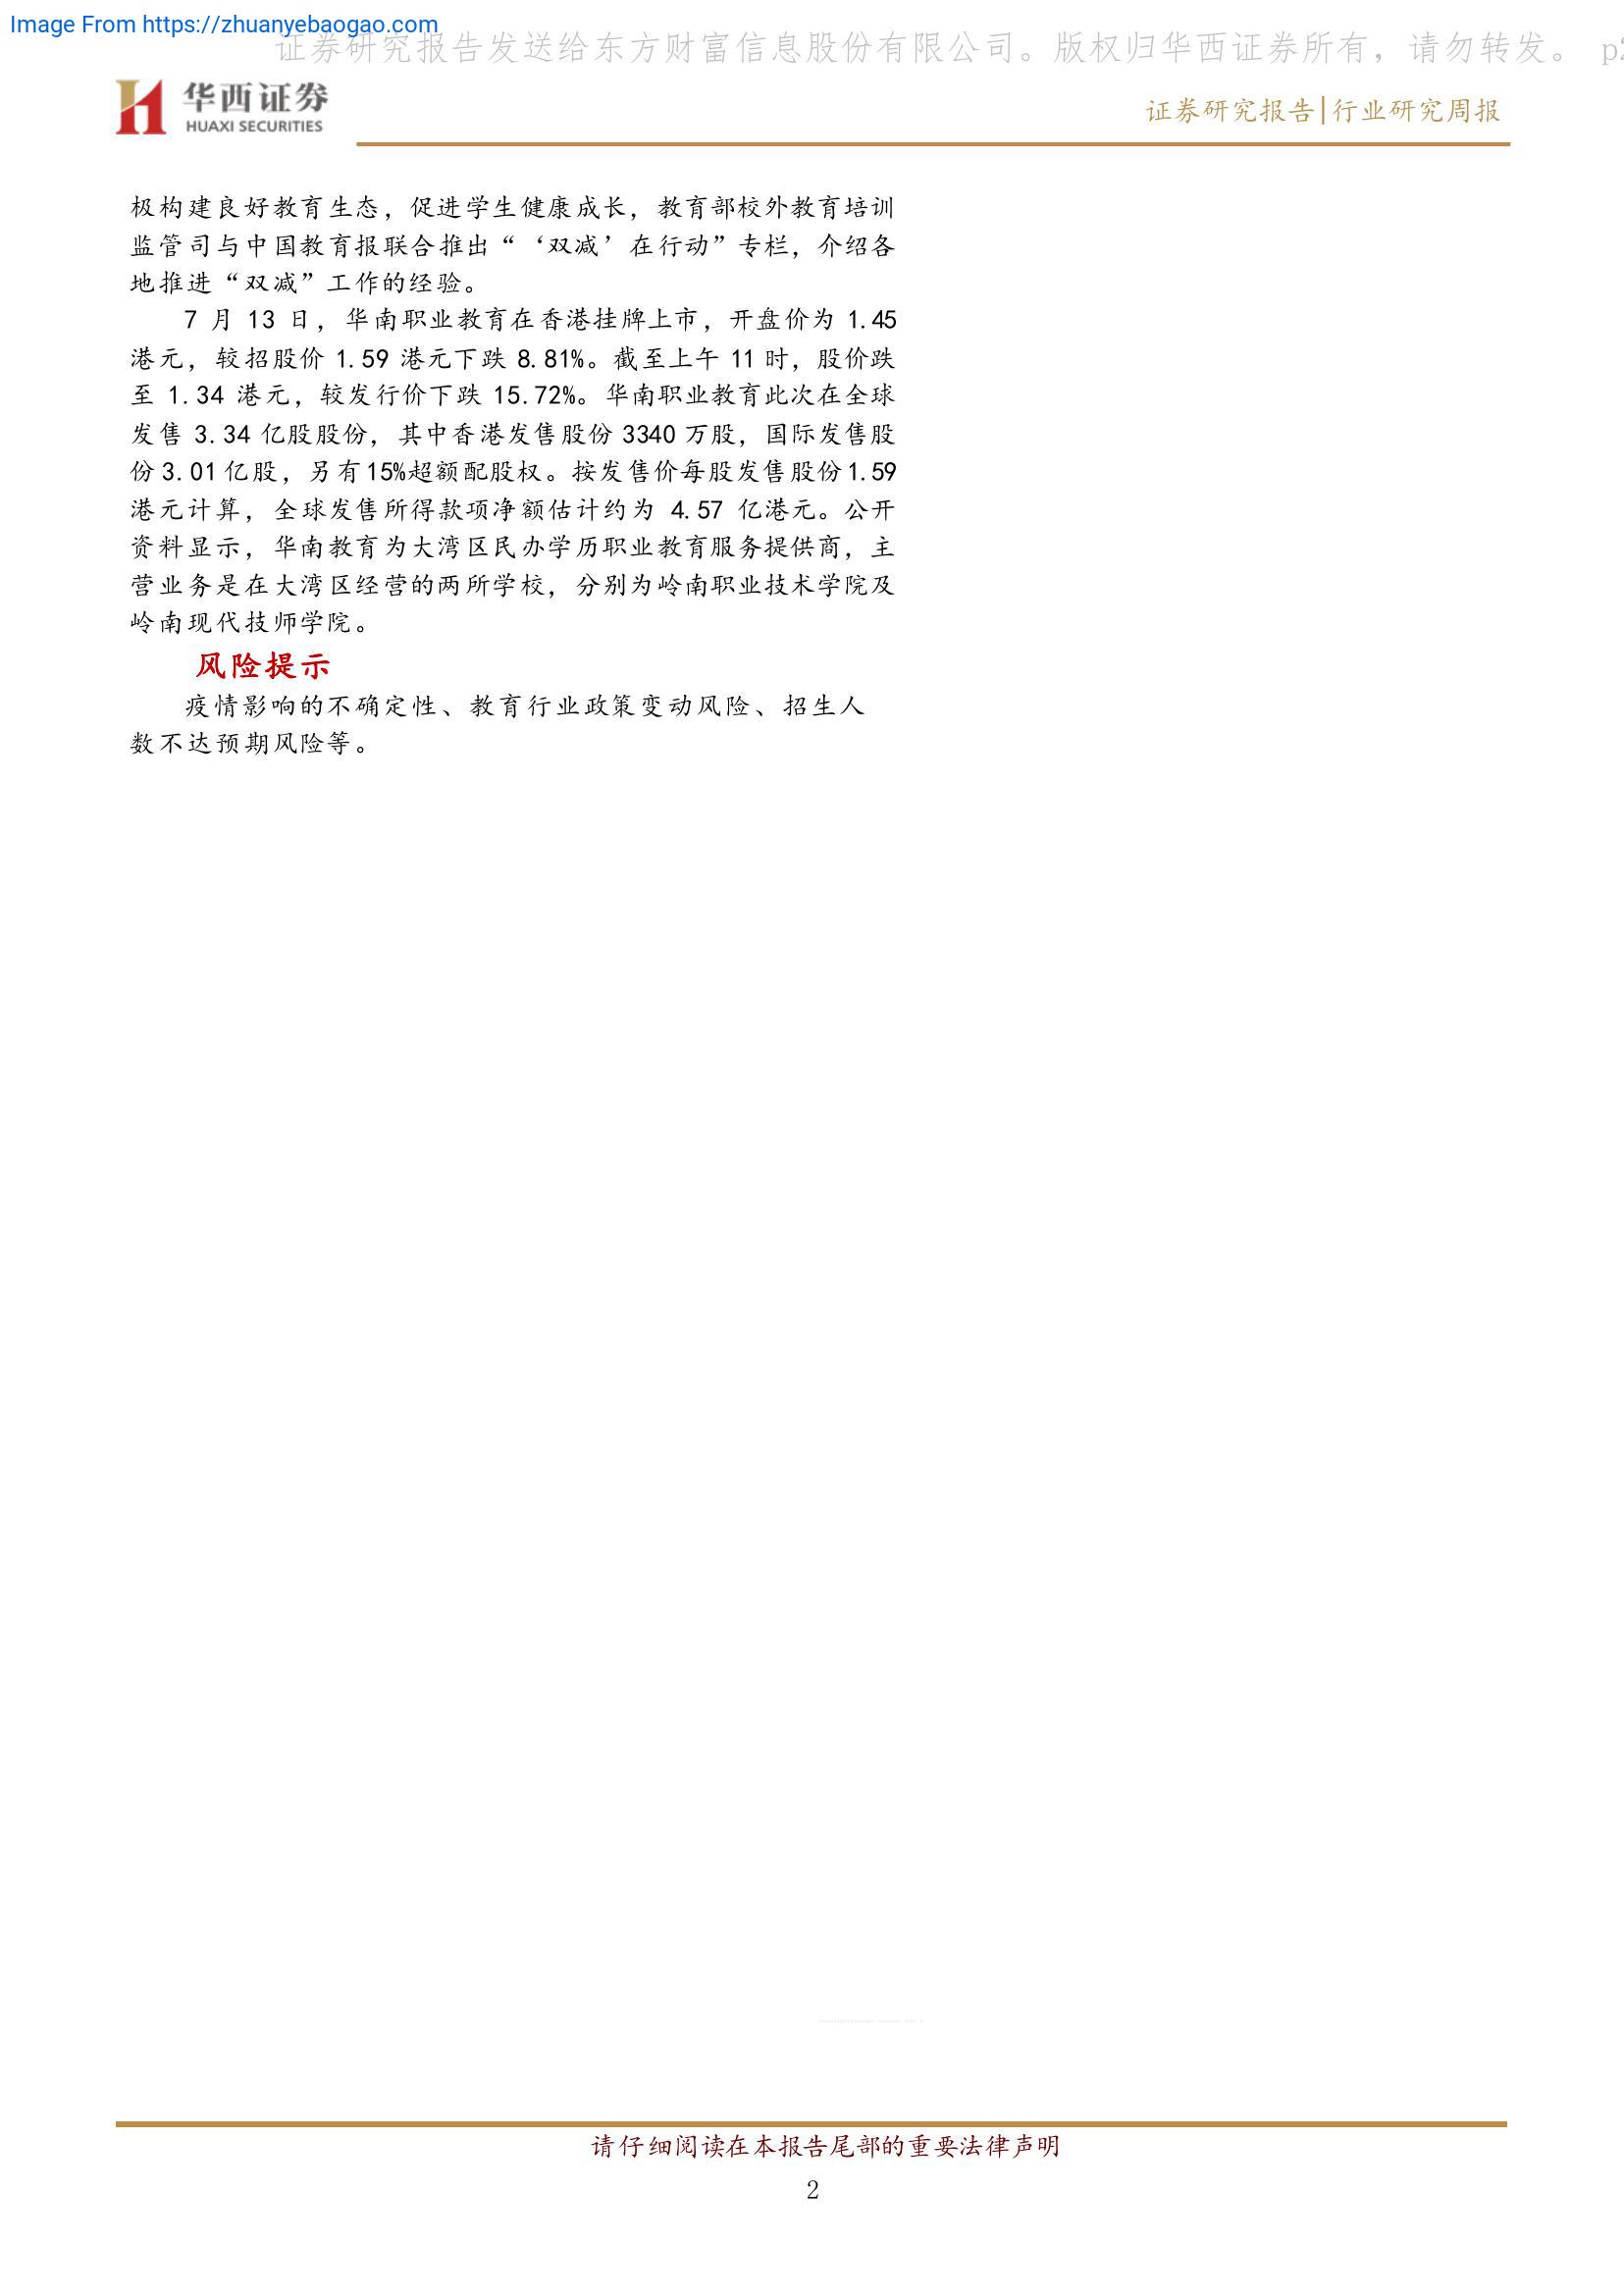 Image From https://zhuanyebaogao.com
证券研究报告发送给东方财富信息股份有限公司。版权归华西证券所有，请勿转发。 p2
华西证券
HUAXI SECURITIES
证券研究报告|行业研究周报
极构建良好教育生态，促进学生健康成长，教育部校外教育培训
监管司与中国教育报联合推出“‘双减’在行动”专栏，介绍各
地推进“双减”工作的经验。
7 月 13 日，华南职业教育在香港挂牌上市，开盘价为 1.45
港元，较招股价 1.59 港元下跌 8.81%。截至上午 11 时，股价跌
至 1.34 港元，较发行价下跌 15.72%。华南职业教育此次在全球
发售 3.34 亿股股份，其中香港发售股份 3340 万股，国际发售股
份 3.01 亿股，另有 15%超额配股权。按发售价每股发售股份 1.59
港元计算，全球发售所得款项净额估计约为 4.57 亿港元。公开
资料显示，华南教育为大湾区民办学历职业教育服务提供商，主
营业务是在大湾区经营的两所学校，分别为岭南职业技术学院及
岭南现代技师学院。
风险提示
疫情影响的不确定性、教育行业政策变动风险、招生人
数不达预期风险等。
请仔细阅读在本报告尾部的重要法律声明
2